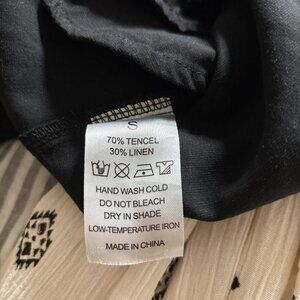 S
70% TENCEL
30% LINEN
HAND WASH COLD
DO NOT BLEACH
DRY IN SHADE
LOW-TEMPERATURE IRON
MADE IN CHINA